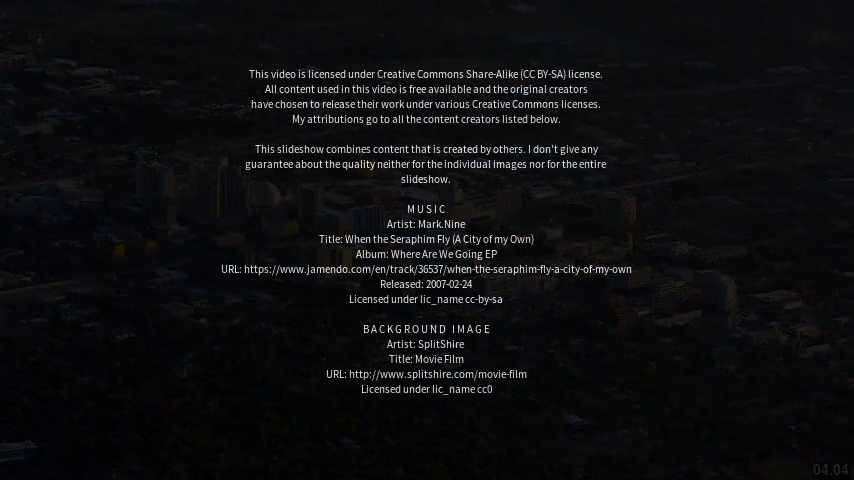 This video is licensed under Creative Commons Share-Alike (CC BY-SA) license.
All content used in this video is free available and the original creators
have chosen to release their work under various Creative Commons licenses.
My attributions go to all the content creators listed below.
This slideshow combines content that is created by others. I don't give any
guarantee about the quality neither for the individual images nor for the entire
slideshow.
MUSIC
Artist: Mark.Nine
Title: When the Seraphim Fly (A City of my Own)
Album: Where Are We Going EP
URL: https://www.jamendo.com/en/track/36537/when-the-seraphim-fly-a-city-of-my-own
Released: 2007-02-24
Licensed under lic_name cc-by-sa
BACKGROUND IMAGE
Artist: SplitShire
Title: Movie Film
URL: http://www.splitshire.com/movie-film
Licensed under lic_name cc0
04.04